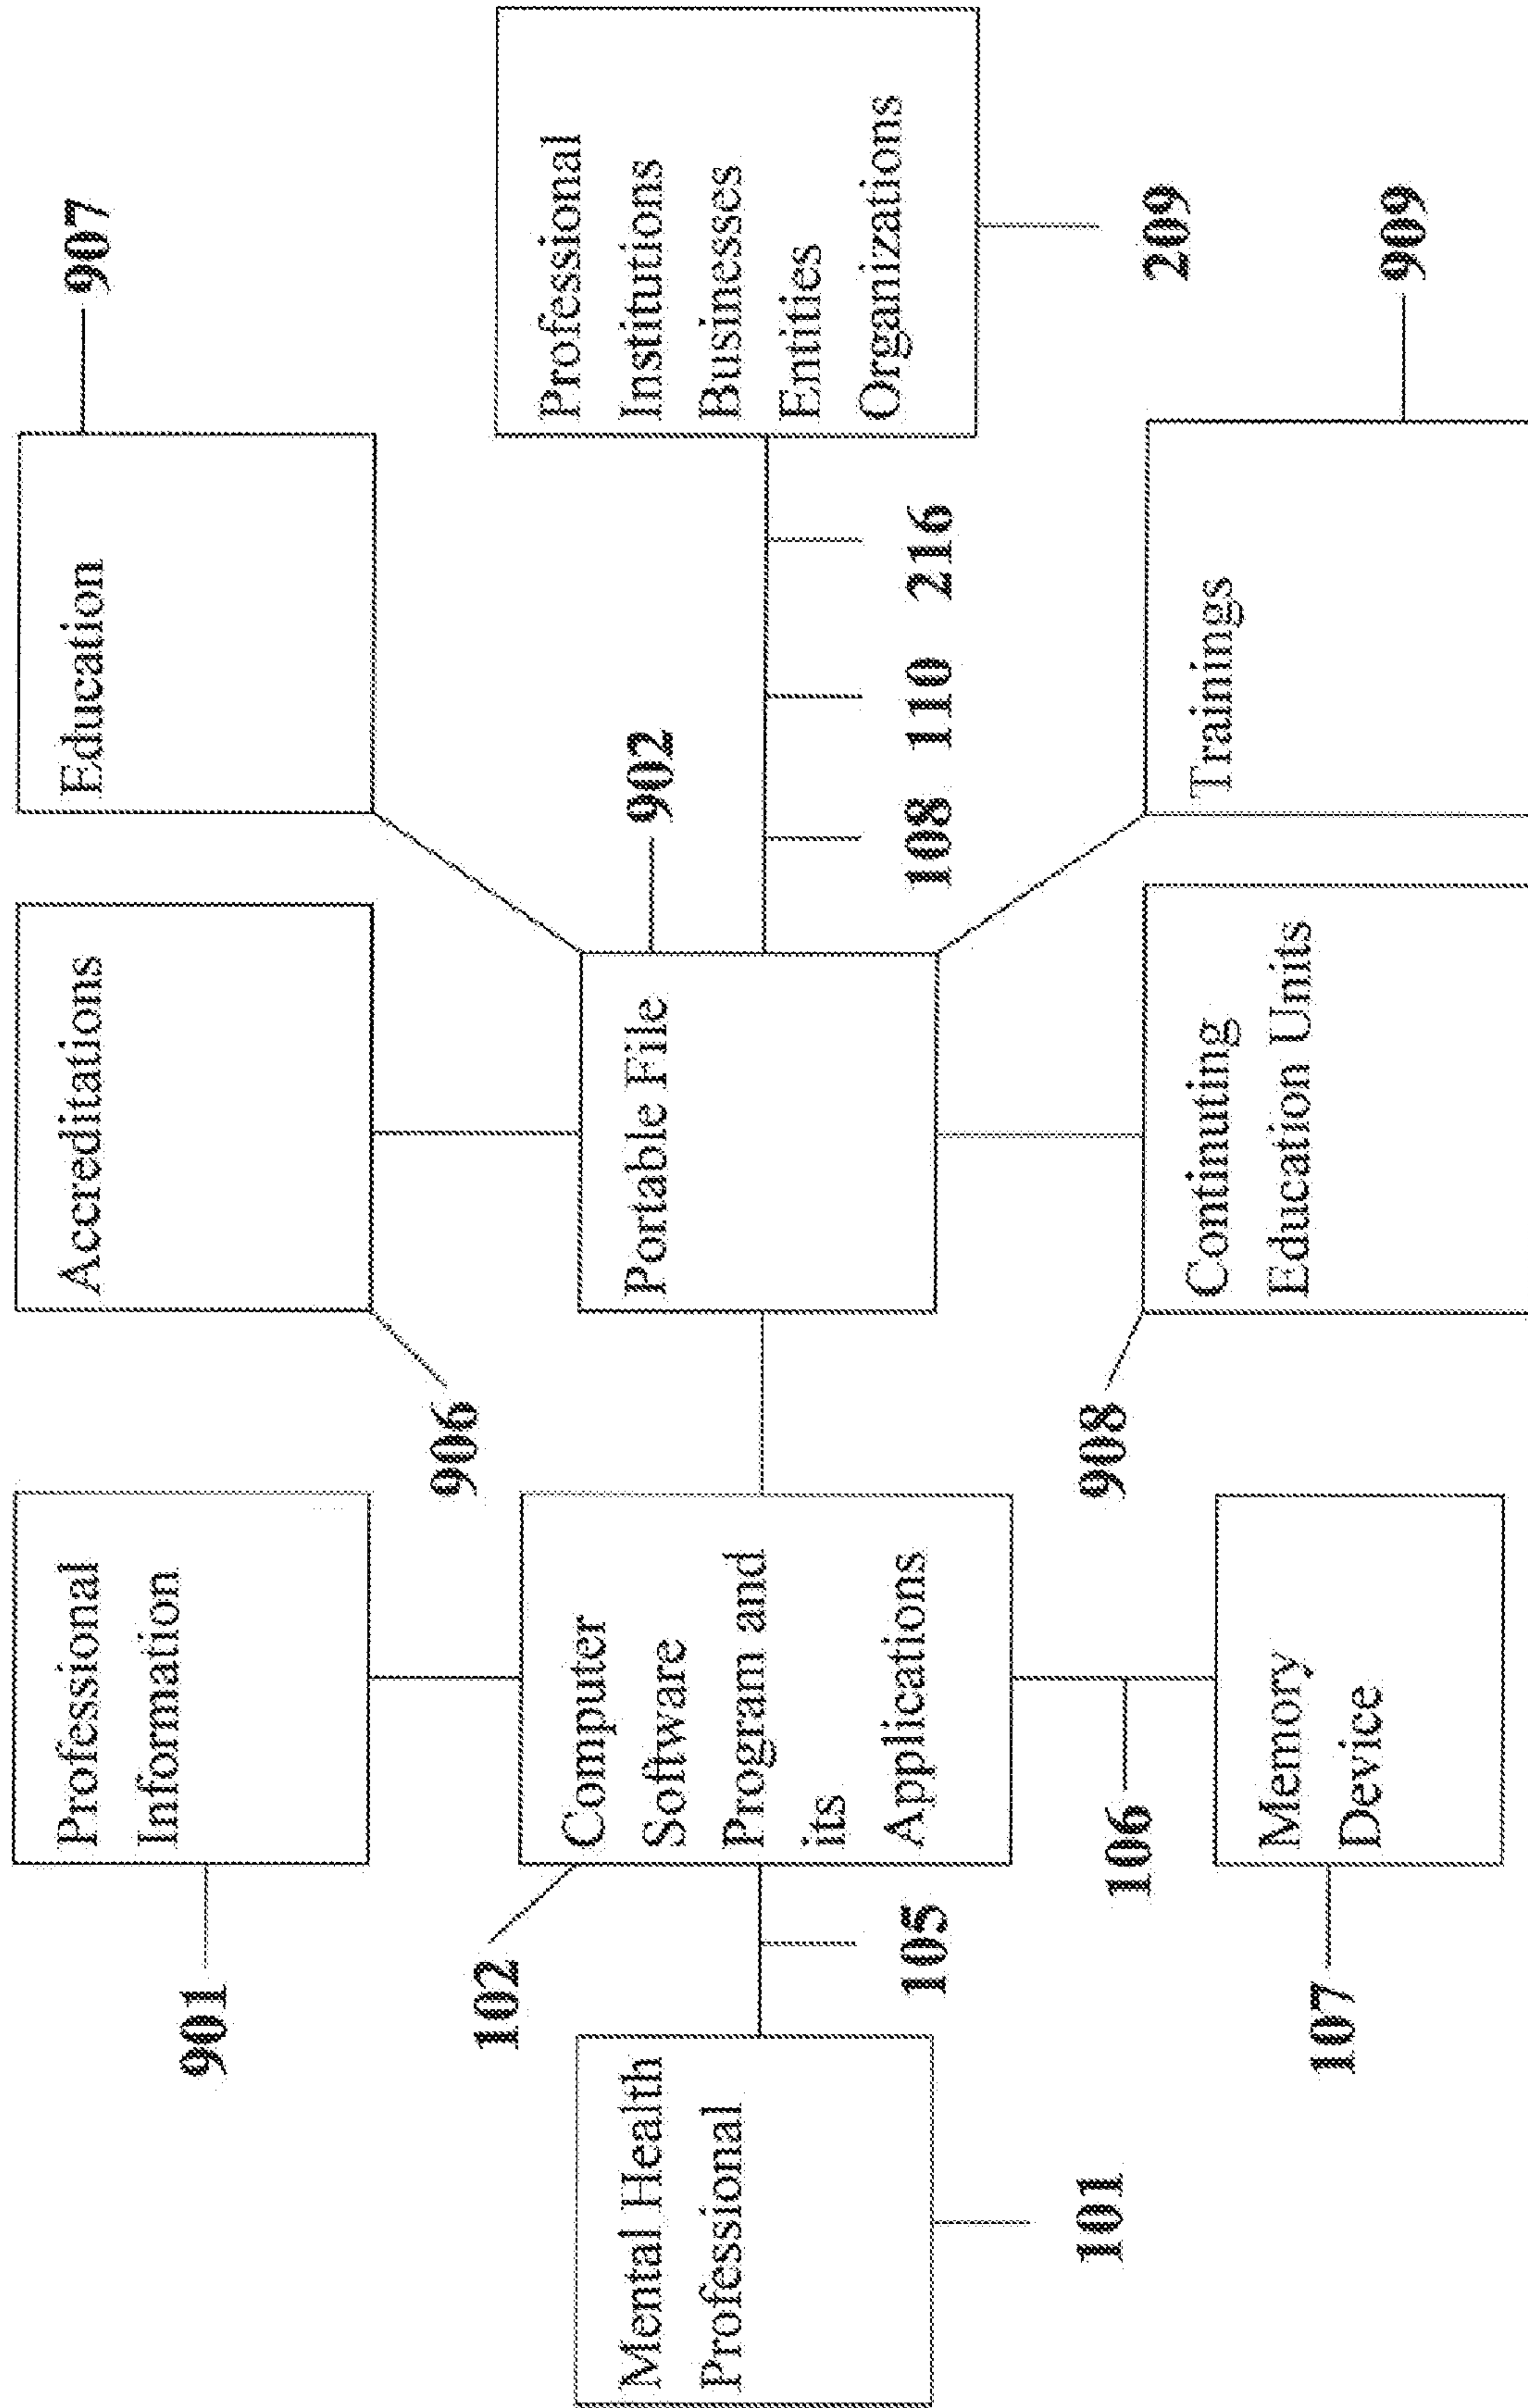 Professional
Information
901
Accreditations
906
Education
907
Mental Health
Professional
101
102
Computer
Software
Program and
its
Applications
105
Portable File
902
108
110
216
Professional
Institutions
Businesses
Entities
Organizations
209
106
Memory
Device
107
908
Continuing
Education Units
Trainings
909